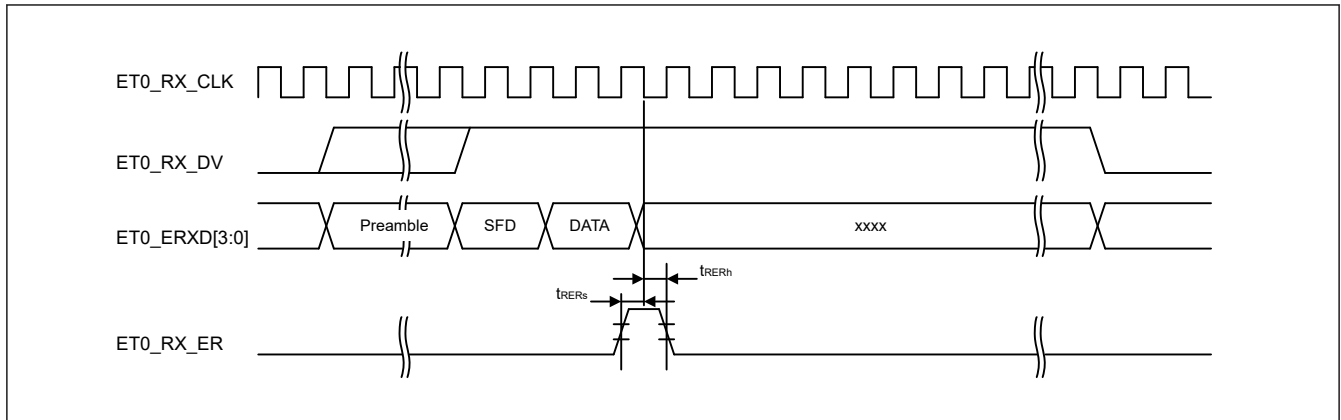 ET0_RX_CLK
ET0_RX_DV
ET0_ERXD[3:0] Preamble SFD DATA xxxx
tRERh
tRERs
ET0_RX_ER